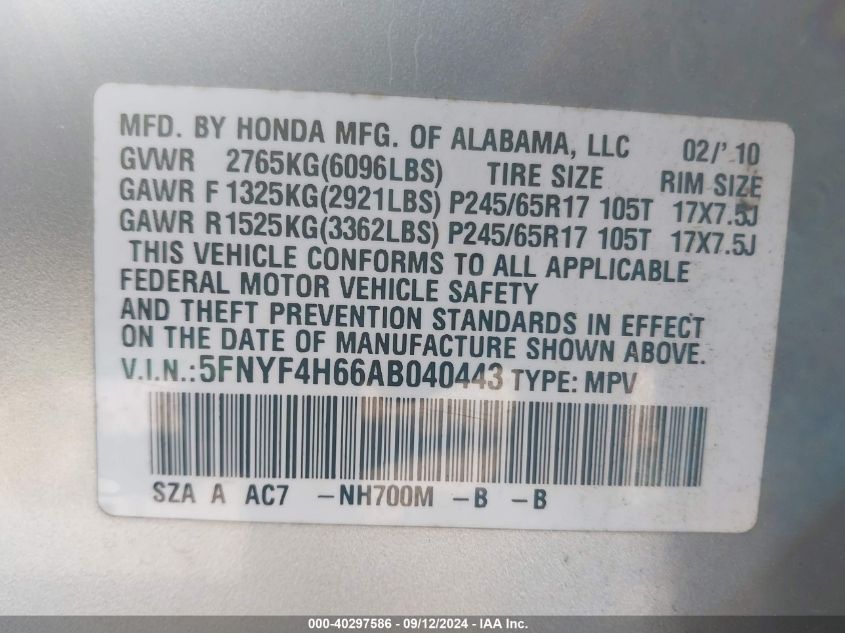 MFD. BY HONDA MFG. OF ALABAMA, LLC 02/'10
GVWR 2765KG(6096LBS) TIRE SIZE RIM SIZE
GAWR F 1325KG(2921LBS) P245/65R17 105T 17X7.5J
GAWR R1525KG(3362LBS) P245/65R17 105T 17X7.5J
THIS VEHICLE CONFORMS TO ALL APPLICABLE
FEDERAL MOTOR VEHICLE SAFETY
AND THEFT PREVENTION STANDARDS IN EFFECT
ON THE DATE OF MANUFACTURE SHOWN ABOVE.
V.I.N.:5FNYF4H66AB040443 TYPE: MPV
SZA A AC7 -NH700M -B -B
000-40297586 - 09/12/2024 - IAA Inc.